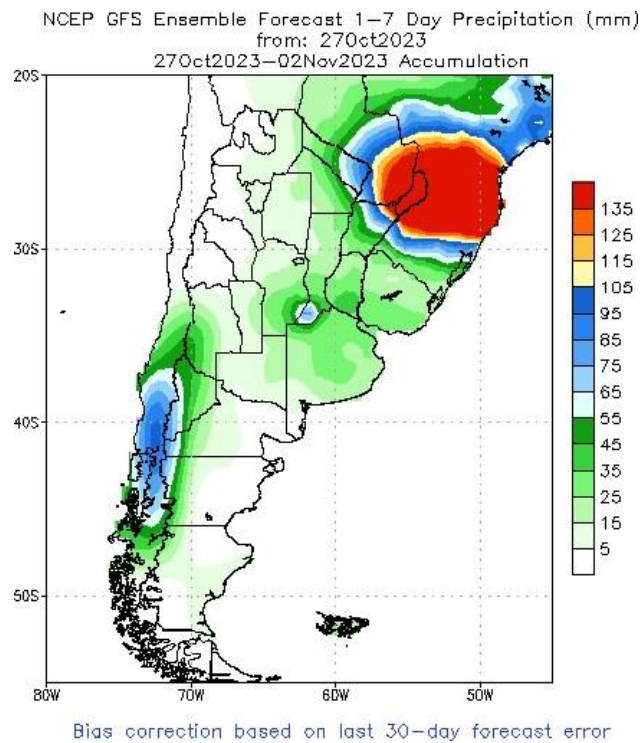 NCEP GFS Ensemble Forecast 1-7 Day Precipitation (mm)
from: 27Oct2023
27Oct2023-02Nov2023 Accumulation
20S
30S
40S
50S
80W
70W
60W
50W
135
125
115
105
95
85
75
65
55
45
35
25
15
5
Bias correction based on last 30-day forecast error